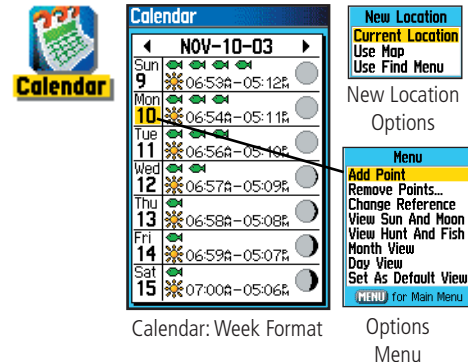 Calendar
Calendar
NOV-10-03
Sun
9
06:53A-05:12P
Mon
10
06:54A-05:11P
Tue
11
06:56A-05:10P
Wed
12
06:57A-05:09P
Thu
13
06:58A-05:08P
Fri
14
06:59A-05:07P
Sat
15
07:00A-05:06P
Calendar: Week Format
New Location
Current Location
Use Map
Use Find Menu
New Location
Options
Menu
Add Point
Remove Points...
Change Reference
View Sun And Moon
View Hunt And Fish
Month View
Day View
Set As Default View
MENU for Main Menu
Options
Menu